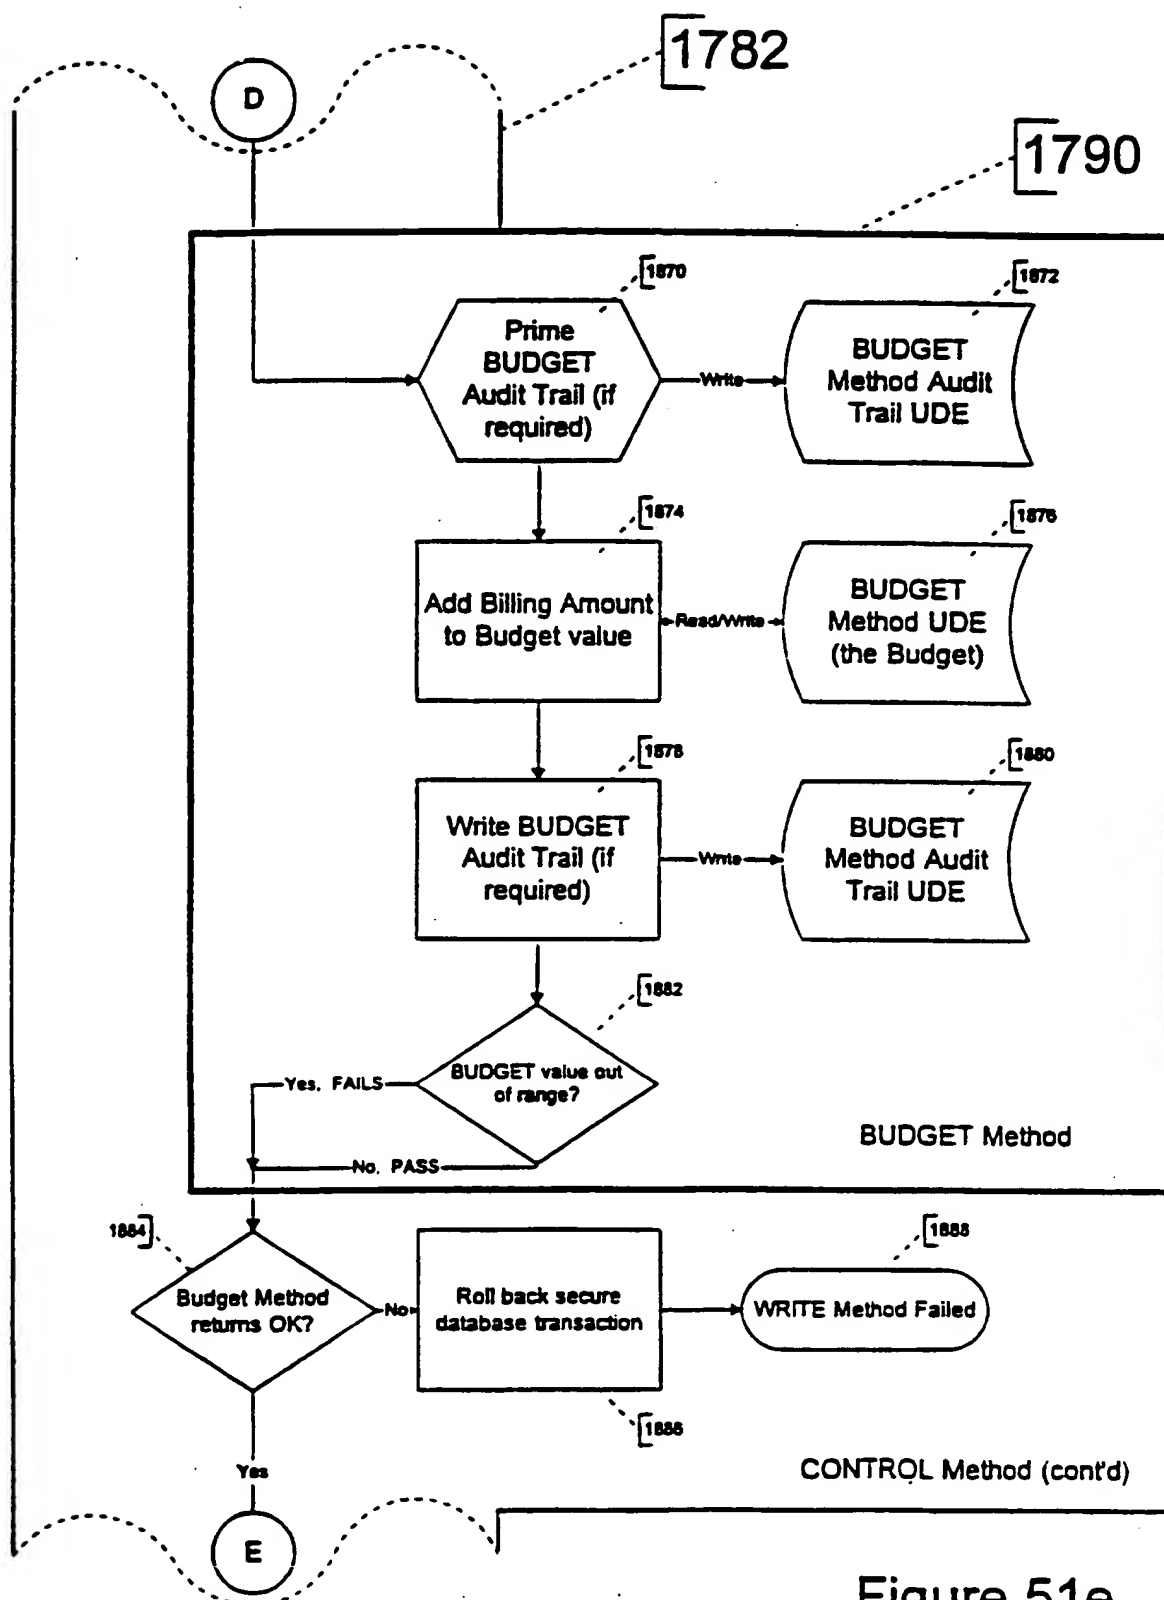 1782
D
1790
1870
1872
Prime
BUDGET
Audit Trail (if
required)
Write
BUDGET
Method Audit
Trail UDE
1874
1876
Add Billing Amount
to Budget value
Read/Write
BUDGET
Method UDE
(the Budget)
1878
1880
Write BUDGET
Audit Trail (if
required)
Write
BUDGET
Method Audit
Trail UDE
1882
BUDGET value out
of range?
Yes, FAILS
No, PASS
BUDGET Method
1884
1888
Budget Method
returns OK?
No
Roll back secure
database transaction
WRITE Method Failed
1886
Yes
CONTROL Method (cont'd)
E
Figure 51e